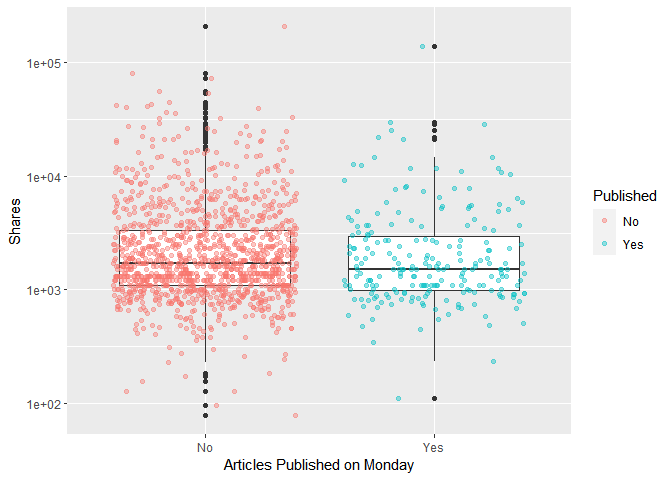 1e+05
1e+04
1e+03
1e+02
Shares
No
Yes
Articles Published on Monday
Published
No
Yes